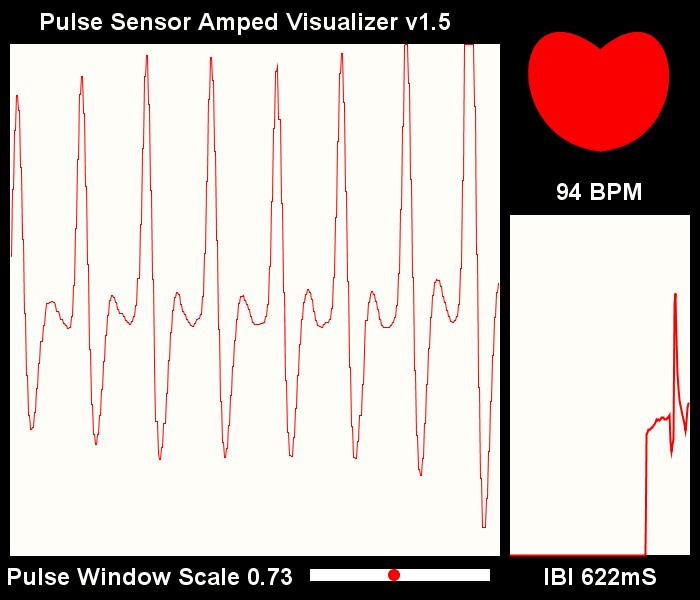 Pulse Sensor Amped Visualizer v1.5
94 BPM
Pulse Window Scale 0.73
IBI 622mS